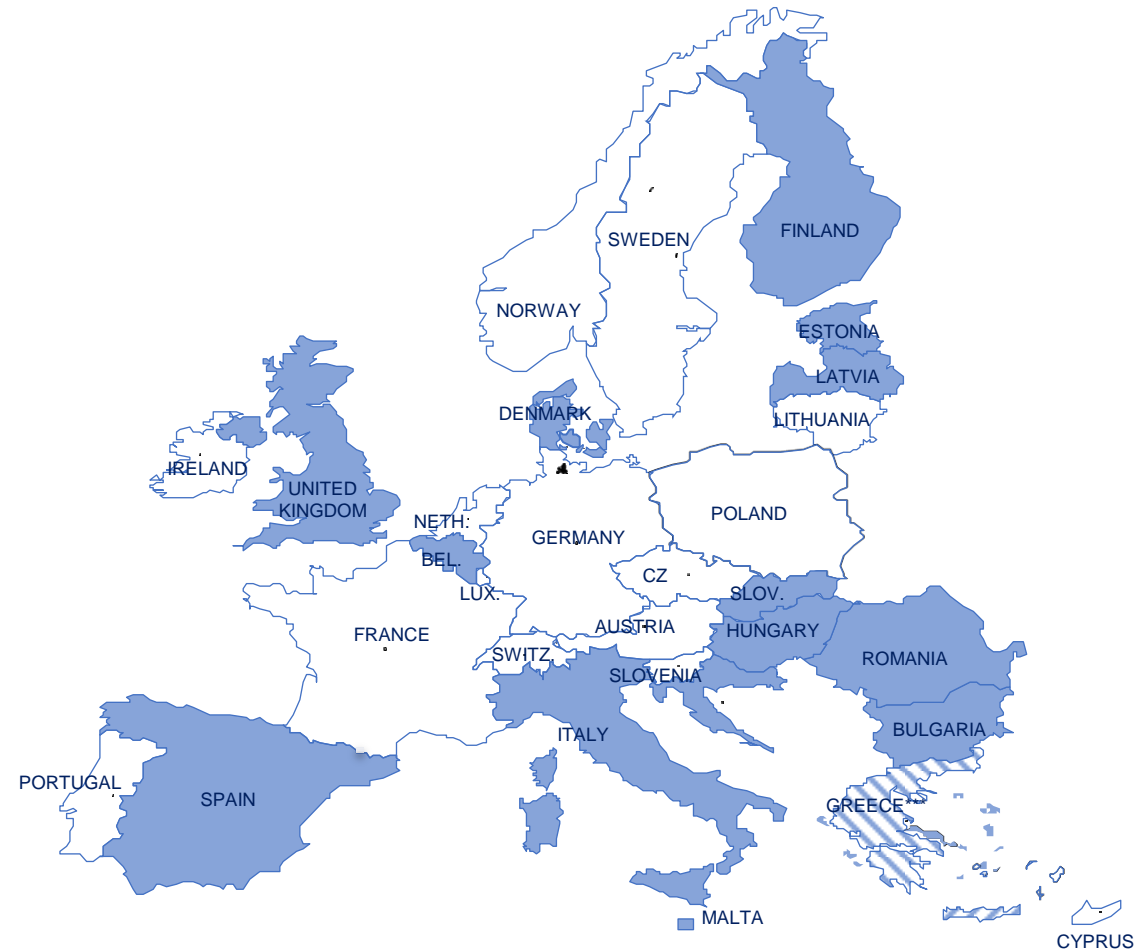 SWEDEN
FINLAND
NORWAY
ESTONIA
LATVIA
DENMARK
LITHUANIA
IRELAND
UNITED
KINGDOM
NETH.
POLAND
GERMANY
BEL.
CZ
LUX.
SLOV.
AUSTRIA
HUNGARY
FRANCE
SWITZ.
ROMANIA
SLOVENIA
BULGARIA
ITALY
PORTUGAL
SPAIN
GREECE***
MALTA
CYPRUS